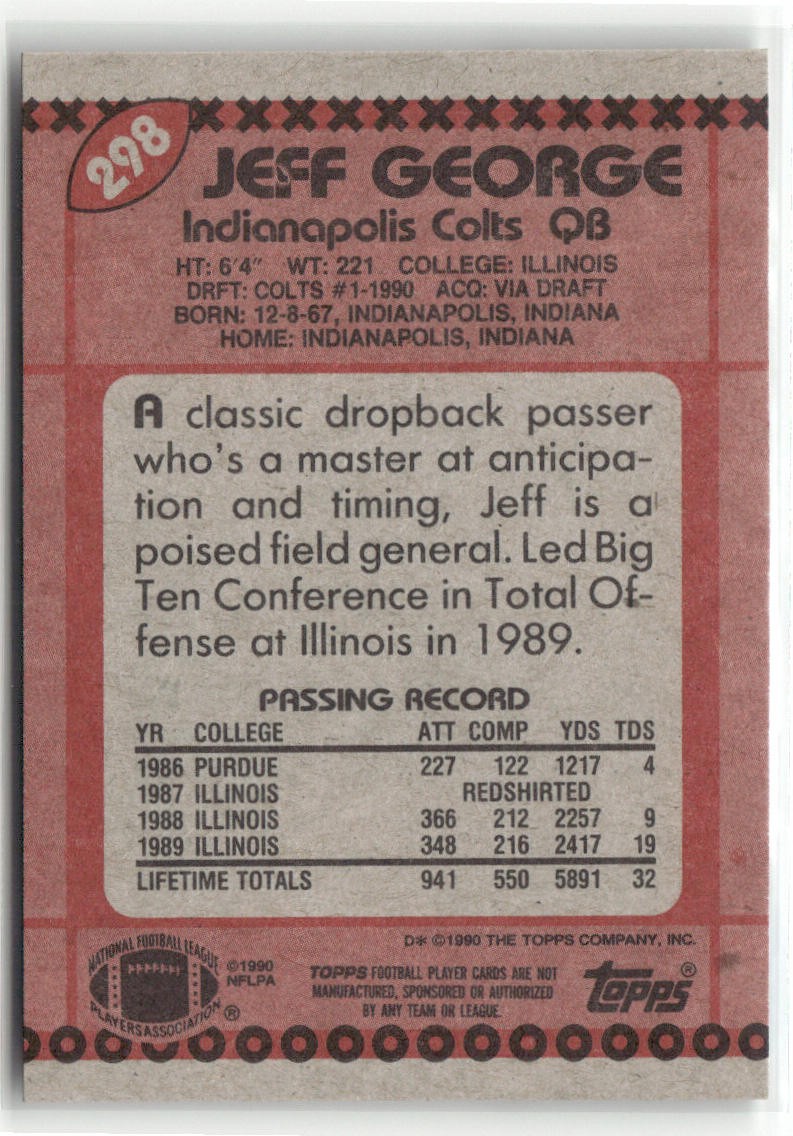 298
JEFF GEORGE
Indianapolis Colts QB
HT: 6'4" WT: 221 COLLEGE: ILLINOIS
DRFT: COLTS #1-1990 ACQ: VIA DRAFT
BORN: 12-8-67, INDIANAPOLIS, INDIANA
HOME: INDIANAPOLIS, INDIANA
A classic dropback passer
who's a master at anticipa-
tion and timing, Jeff is a
poised field general. Led Big
Ten Conference in Total Of-
fense at Illinois in 1989.
PASSING RECORD
YR COLLEGE ATT COMP YDS TDS
1986 PURDUE 227 122 1217 4
1987 ILLINOIS REDSHIRTED
1988 ILLINOIS 366 212 2257 9
1989 ILLINOIS 348 216 2417 19
LIFETIME TOTALS 941 550 5891 32
D* ©1990 THE TOPPS COMPANY, INC.
NATIONAL FOOTBALL LEAGUE
PLAYERS ASSOCIATION ®
©1990
NFLPA
TOPPS FOOTBALL PLAYER CARDS ARE NOT
MANUFACTURED, SPONSORED OR AUTHORIZED
BY ANY TEAM OR LEAGUE.
topps®